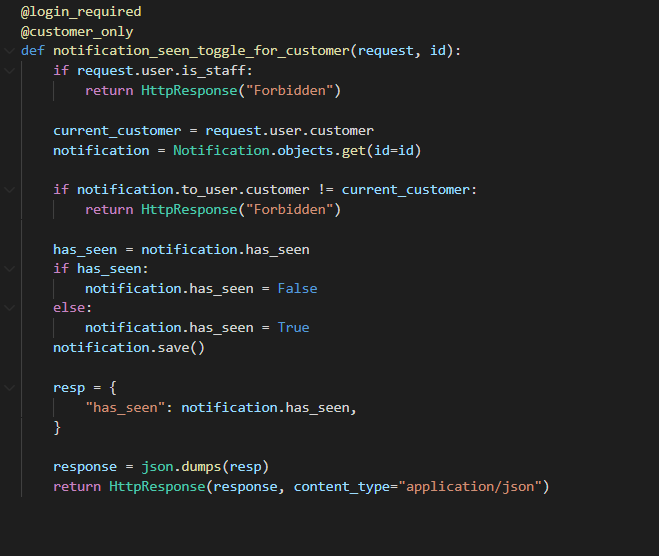 @login_required
@customer_only
def notification_seen_toggle_for_customer(request, id):
    if request.user.is_staff:
        return HttpResponse("Forbidden")

    current_customer = request.user.customer
    notification = Notification.objects.get(id=id)

    if notification.to_user.customer != current_customer:
        return HttpResponse("Forbidden")

    has_seen = notification.has_seen
    if has_seen:
        notification.has_seen = False
    else:
        notification.has_seen = True
    notification.save()

    resp = {
        "has_seen": notification.has_seen,
    }

    response = json.dumps(resp)
    return HttpResponse(response, content_type="application/json")